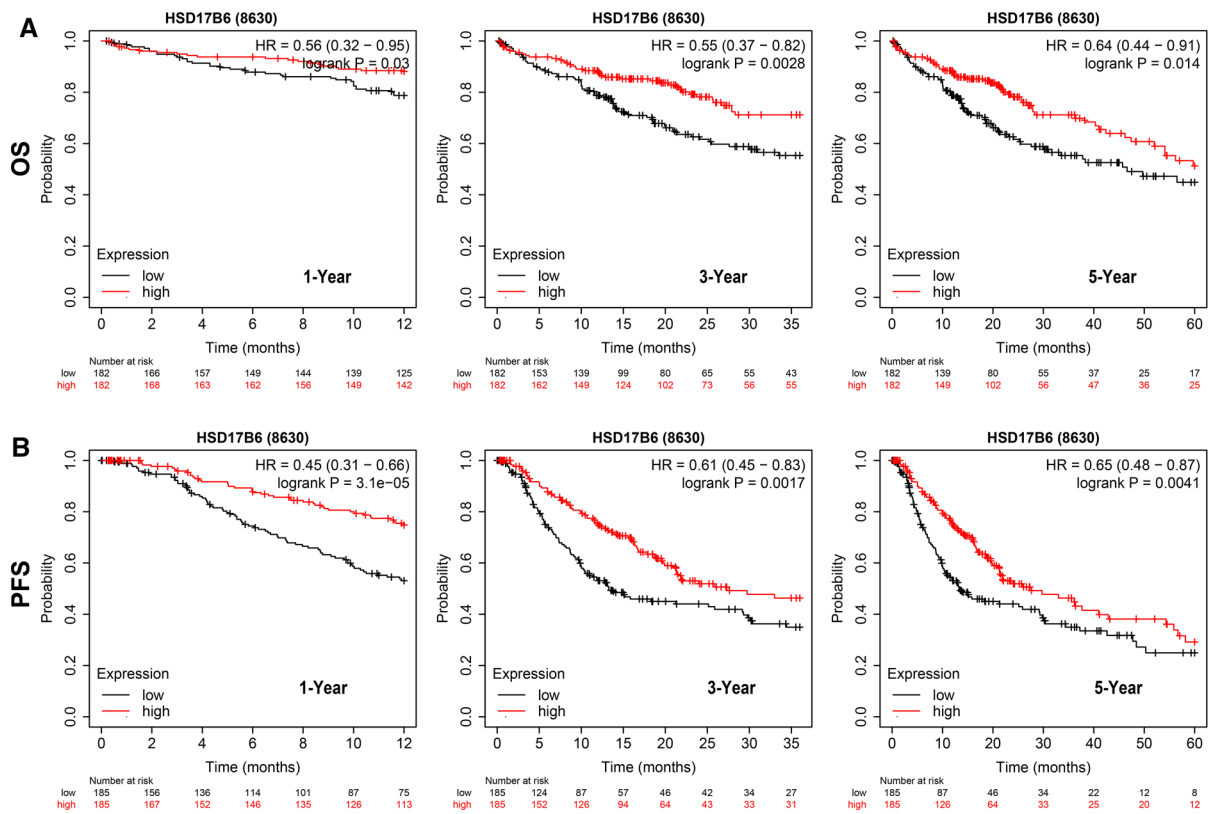 A
OS
HSD17B6 (8630)
HR = 0.56 (0.32 − 0.95)
logrank P = 0.03
Probability
1.0
0.8
0.6
0.4
0.2
0.0
Expression
low
high
1-Year
0 2 4 6 8 10 12
Time (months)
Number at risk
low 182 166 157 149 144 139 125
high 182 168 163 162 156 149 142
HSD17B6 (8630)
HR = 0.55 (0.37 − 0.82)
logrank P = 0.0028
Probability
1.0
0.8
0.6
0.4
0.2
0.0
Expression
low
high
3-Year
0 5 10 15 20 25 30 35
Time (months)
Number at risk
low 182 153 139 99 80 65 55 43
high 182 162 149 124 102 73 56 55
HSD17B6 (8630)
HR = 0.64 (0.44 − 0.91)
logrank P = 0.014
Probability
1.0
0.8
0.6
0.4
0.2
0.0
Expression
low
high
5-Year
0 10 20 30 40 50 60
Time (months)
Number at risk
low 182 139 80 55 37 25 17
high 182 149 102 56 47 36 25
B
PFS
HSD17B6 (8630)
HR = 0.45 (0.31 − 0.66)
logrank P = 3.1e−05
Probability
1.0
0.8
0.6
0.4
0.2
0.0
Expression
low
high
1-Year
0 2 4 6 8 10 12
Time (months)
Number at risk
low 185 156 136 114 101 87 75
high 185 167 152 146 135 126 113
HSD17B6 (8630)
HR = 0.61 (0.45 − 0.83)
logrank P = 0.0017
Probability
1.0
0.8
0.6
0.4
0.2
0.0
Expression
low
high
3-Year
0 5 10 15 20 25 30 35
Time (months)
Number at risk
low 185 124 87 57 46 42 34 27
high 185 152 126 94 64 43 33 31
HSD17B6 (8630)
HR = 0.65 (0.48 − 0.87)
logrank P = 0.0041
Probability
1.0
0.8
0.6
0.4
0.2
0.0
Expression
low
high
5-Year
0 10 20 30 40 50 60
Time (months)
Number at risk
low 185 87 46 34 22 12 8
high 185 126 64 33 25 20 12